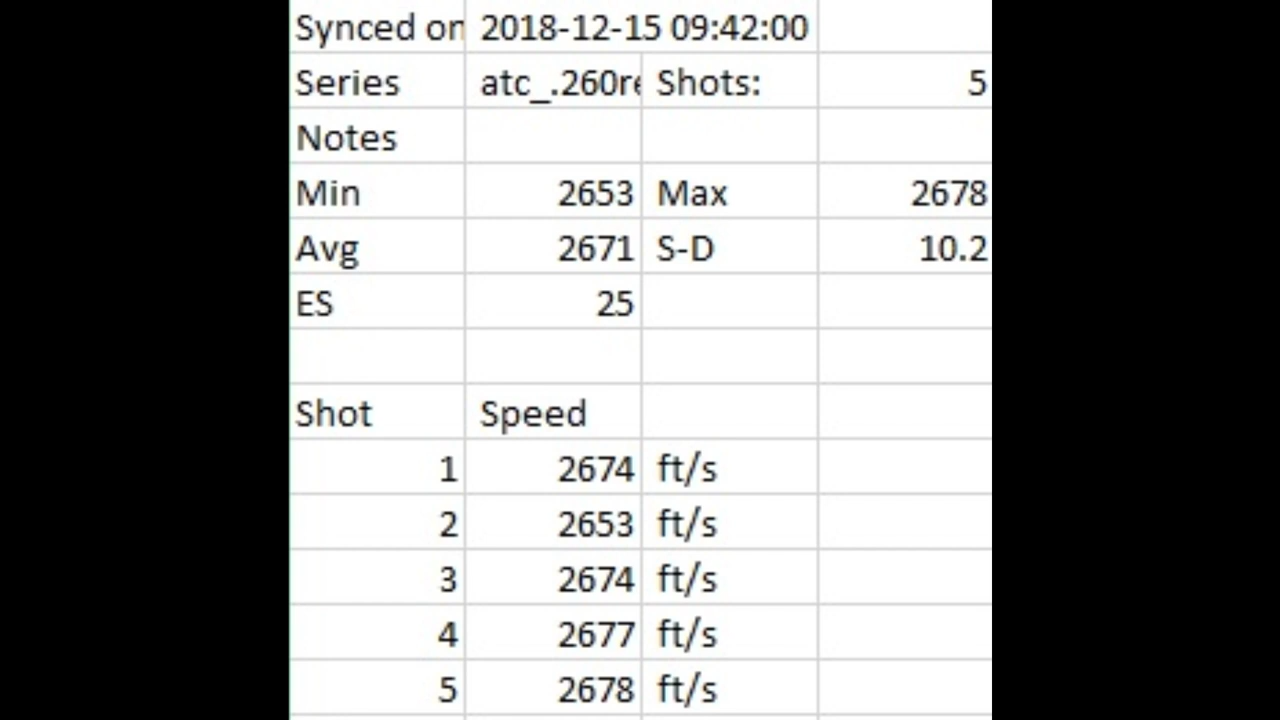 Synced on 2018-12-15 09:42:00
Series atc_.260re Shots: 5
Notes
Min 2653 Max 2678
Avg 2671 S-D 10.2
ES 25
Shot Speed
1 2674 ft/s
2 2653 ft/s
3 2674 ft/s
4 2677 ft/s
5 2678 ft/s